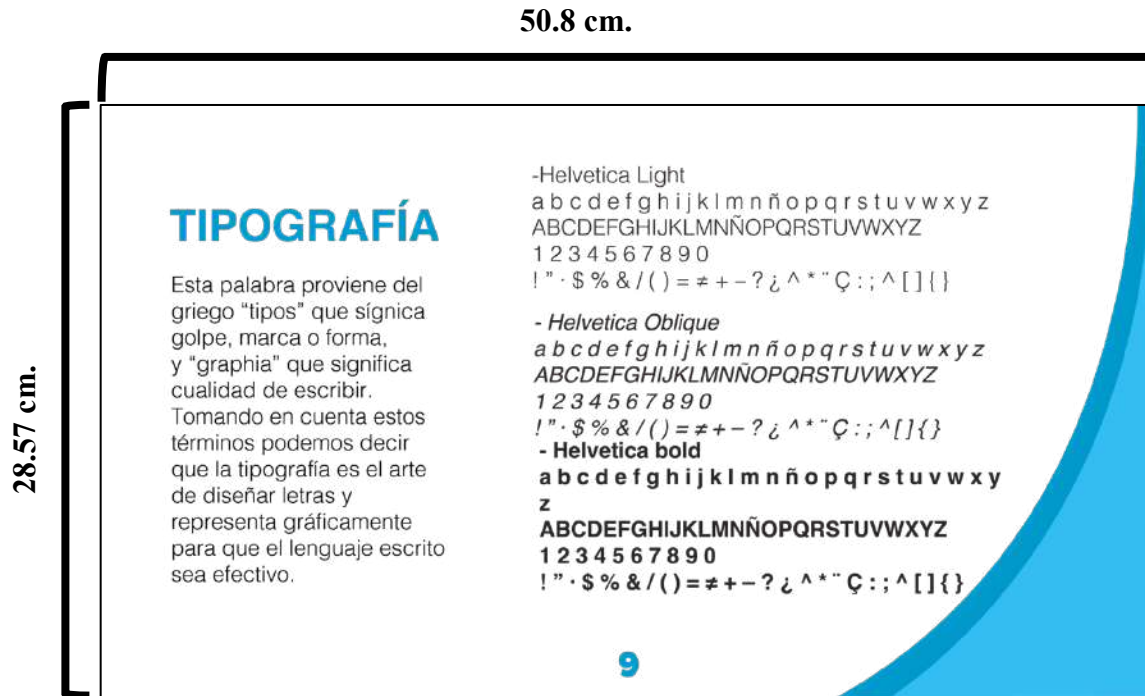 50.8 cm.
28.57 cm.
TIPOGRAFÍA
Esta palabra proviene del
griego “tipos” que sígnica
golpe, marca o forma,
y “graphia” que significa
cualidad de escribir.
Tomando en cuenta estos
términos podemos decir
que la tipografía es el arte
de diseñar letras y
representa gráficamente
para que el lenguaje escrito
sea efectivo.
-Helvetica Light
a b c d e f g h i j k l m n ñ o p q r s t u v w x y z
ABCDEFGHIJKLMNÑOPQRSTUVWXYZ
1 2 3 4 5 6 7 8 9 0
! ” · $ % & / ( ) = ≠ + – ? ¿ ^ * ¨ Ç : ; ^ [ ] { }
- Helvetica Oblique
a b c d e f g h i j k l m n ñ o p q r s t u v w x y z
ABCDEFGHIJKLMNÑOPQRSTUVWXYZ
1 2 3 4 5 6 7 8 9 0
! ” · $ % & / ( ) = ≠ + – ? ¿ ^ * ¨ Ç : ; ^ [ ] { }
- Helvetica bold
a b c d e f g h i j k l m n ñ o p q r s t u v w x y
z
ABCDEFGHIJKLMNÑOPQRSTUVWXYZ
1 2 3 4 5 6 7 8 9 0
! ” · $ % & / ( ) = ≠ + – ? ¿ ^ * ¨ Ç : ; ^ [ ] { }
9